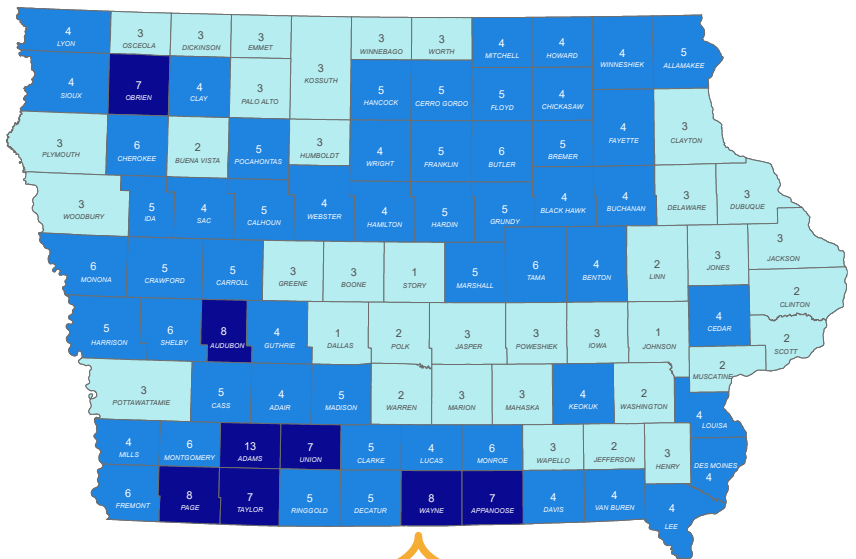 4
LYON
3
OSCEOLA
3
DICKINSON
3
EMMET
3
KOSSUTH
3
WINNEBAGO
3
WORTH
4
MITCHELL
4
HOWARD
4
WINNESHIEK
5
ALLAMAKEE
4
SIOUX
7
OBRIEN
4
CLAY
3
PALO ALTO
5
HANCOCK
5
CERRO GORDO
5
FLOYD
4
CHICKASAW
3
PLYMOUTH
6
CHEROKEE
2
BUENA VISTA
5
POCAHONTAS
3
HUMBOLDT
4
WRIGHT
5
FRANKLIN
6
BUTLER
5
BREMER
4
FAYETTE
3
CLAYTON
3
WOODBURY
5
IDA
4
SAC
5
CALHOUN
4
WEBSTER
4
HAMILTON
5
HARDIN
5
GRUNDY
4
BLACK HAWK
4
BUCHANAN
3
DELAWARE
3
DUBUQUE
6
MONONA
5
CRAWFORD
5
CARROLL
3
GREENE
3
BOONE
1
STORY
5
MARSHALL
6
TAMA
4
BENTON
2
LINN
3
JONES
3
JACKSON
2
CLINTON
5
HARRISON
6
SHELBY
8
AUDUBON
4
GUTHRIE
1
DALLAS
2
POLK
3
JASPER
3
POWESHIEK
3
IOWA
1
JOHNSON
4
CEDAR
2
SCOTT
2
MUSCATINE
3
POTTAWATTAMIE
5
CASS
4
ADAIR
5
MADISON
2
WARREN
3
MARION
3
MAHASKA
4
KEOKUK
2
WASHINGTON
4
LOUISA
4
MILLS
6
MONTGOMERY
13
ADAMS
7
UNION
5
CLARKE
4
LUCAS
6
MONROE
3
WAPELLO
2
JEFFERSON
3
HENRY
DES MOINES
4
6
FREMONT
8
PAGE
7
TAYLOR
5
RINGGOLD
5
DECATUR
8
WAYNE
7
APPANOOSE
4
DAVIS
4
VAN BUREN
4
LEE